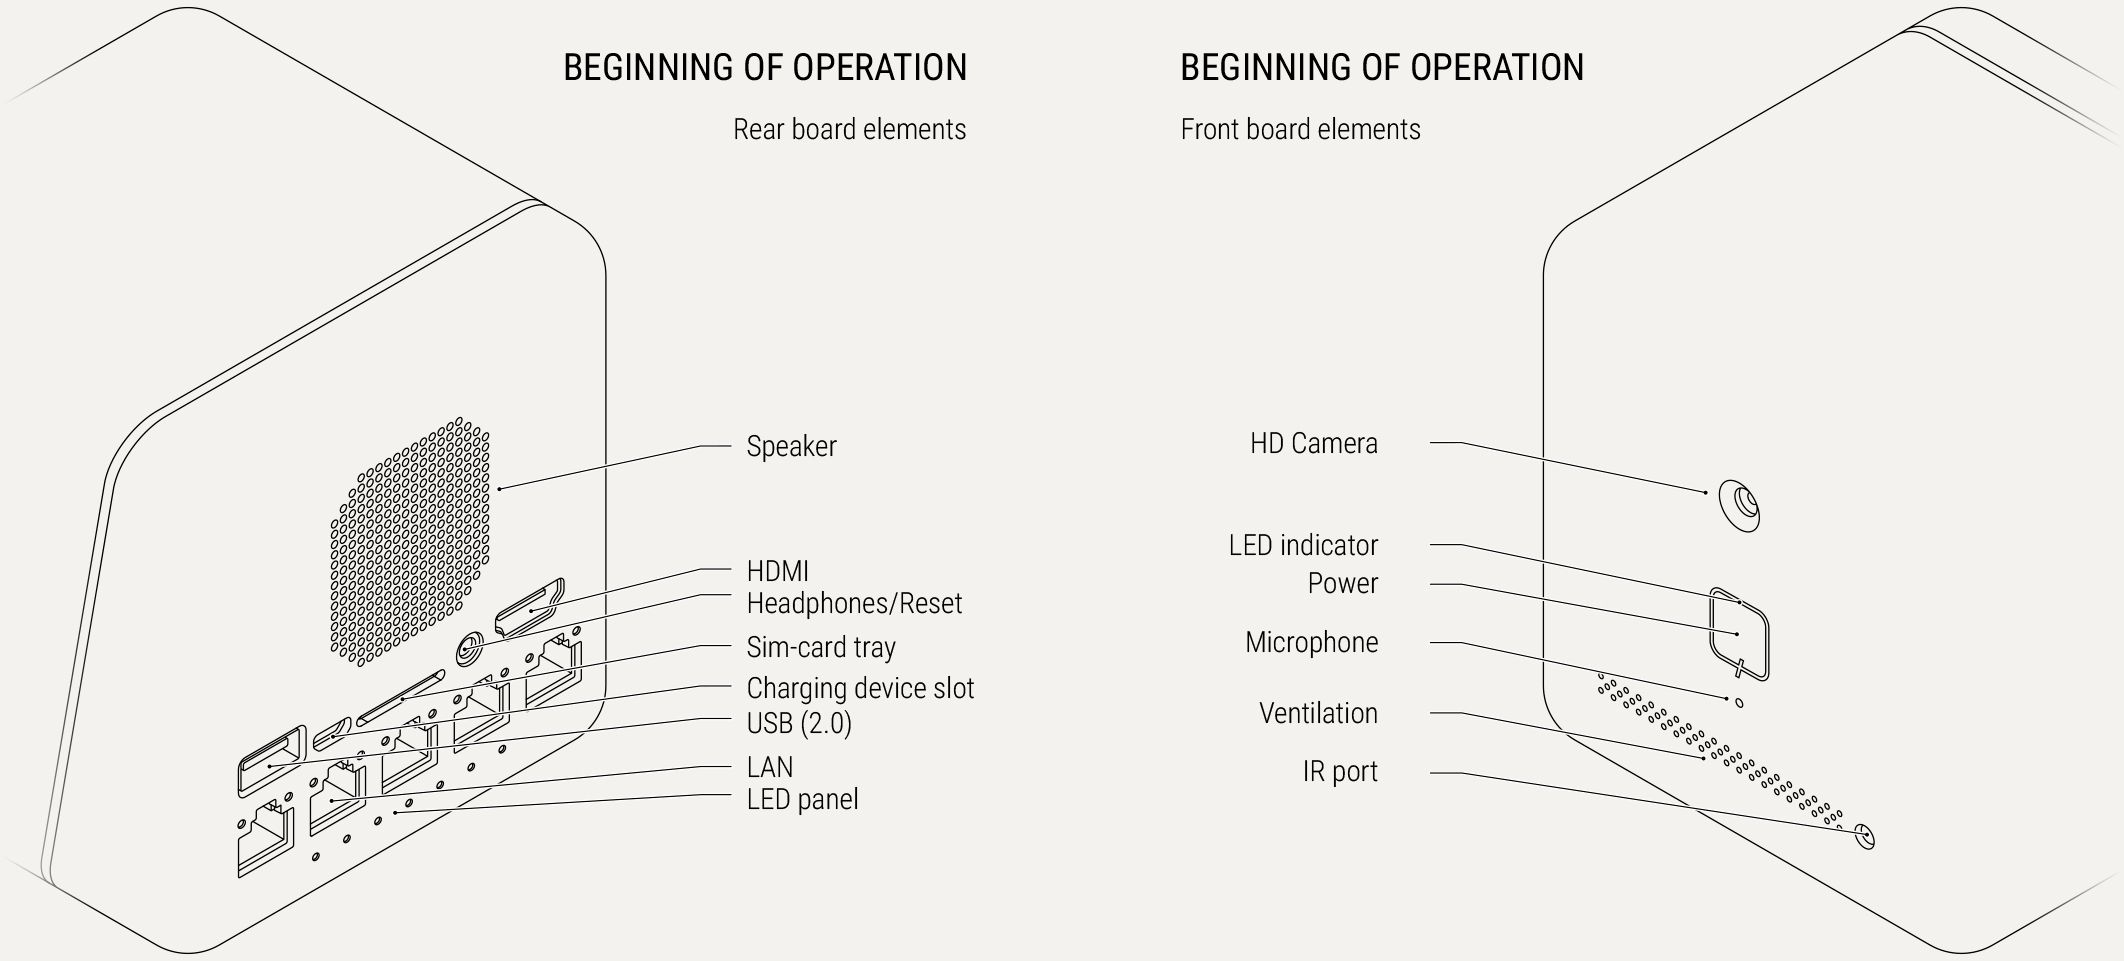 BEGINNING OF OPERATION
Rear board elements
Speaker
HDMI
Headphones/Reset
Sim-card tray
Charging device slot
USB (2.0)
LAN
LED panel
BEGINNING OF OPERATION
Front board elements
HD Camera
LED indicator
Power
Microphone
Ventilation
IR port